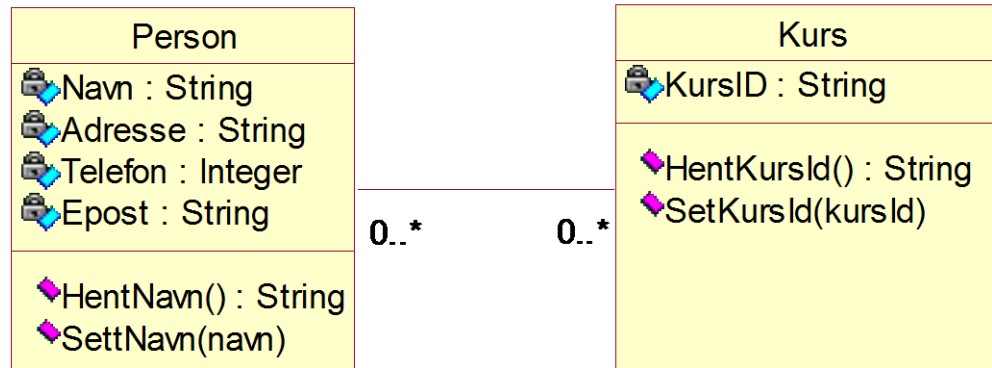 Person
Navn : String
Adresse : String
Telefon : Integer
Epost : String
HentNavn() : String
SettNavn(navn)
0..*
0..*
Kurs
KursID : String
HentKursId() : String
SetKursId(kursId)